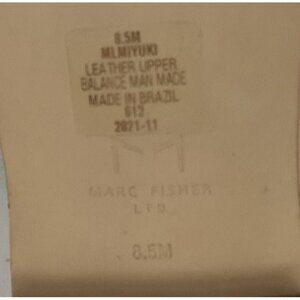 8.5M
MLMIYUKI
LEATHER UPPER
BALANCE MAN MADE
MADE IN BRAZIL
612
2021-11
MARC FISHER
LTD
8.5M